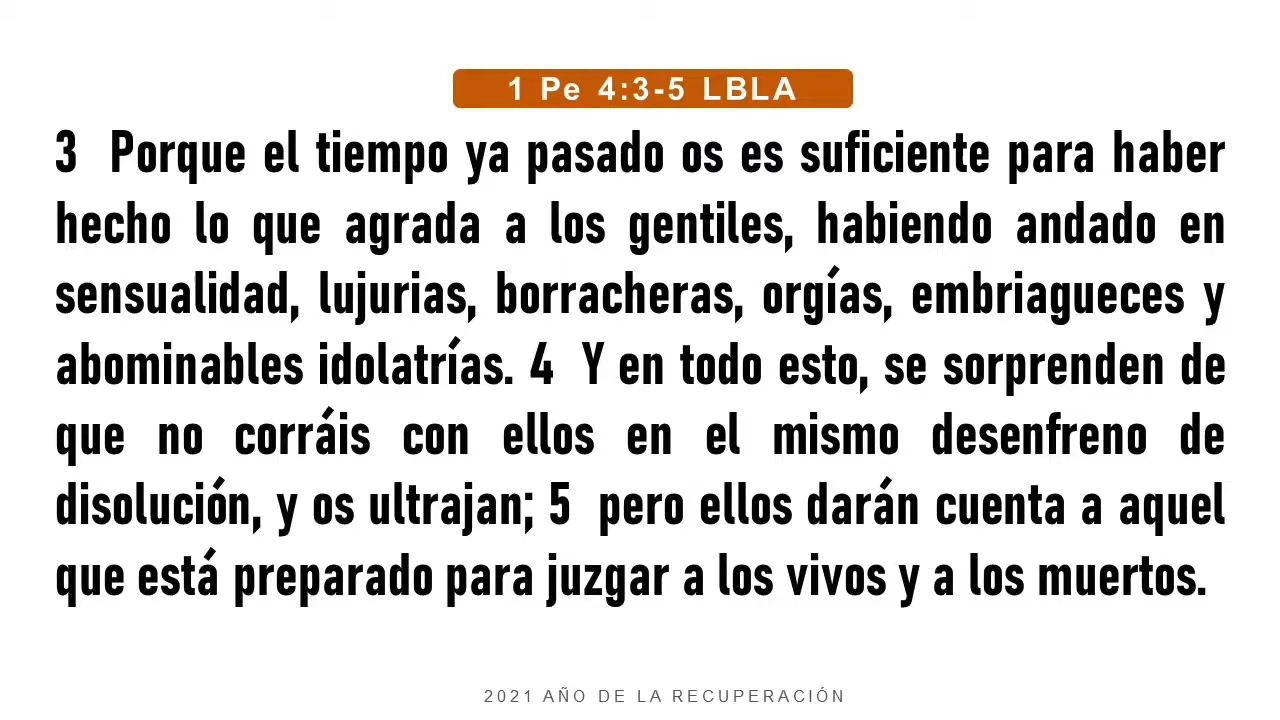 1 Pe 4:3-5 LBLA
3 Porque el tiempo ya pasado os es suficiente para haber
hecho lo que agrada a los gentiles, habiendo andado en
sensualidad, lujurias, borracheras, orgías, embriagueces y
abominables idolatrías. 4 Y en todo esto, se sorprenden de
que no corráis con ellos en el mismo desenfreno de
disolución, y os ultrajan; 5 pero ellos darán cuenta a aquel
que está preparado para juzgar a los vivos y a los muertos.
2021 AÑO DE LA RECUPERACIÓN